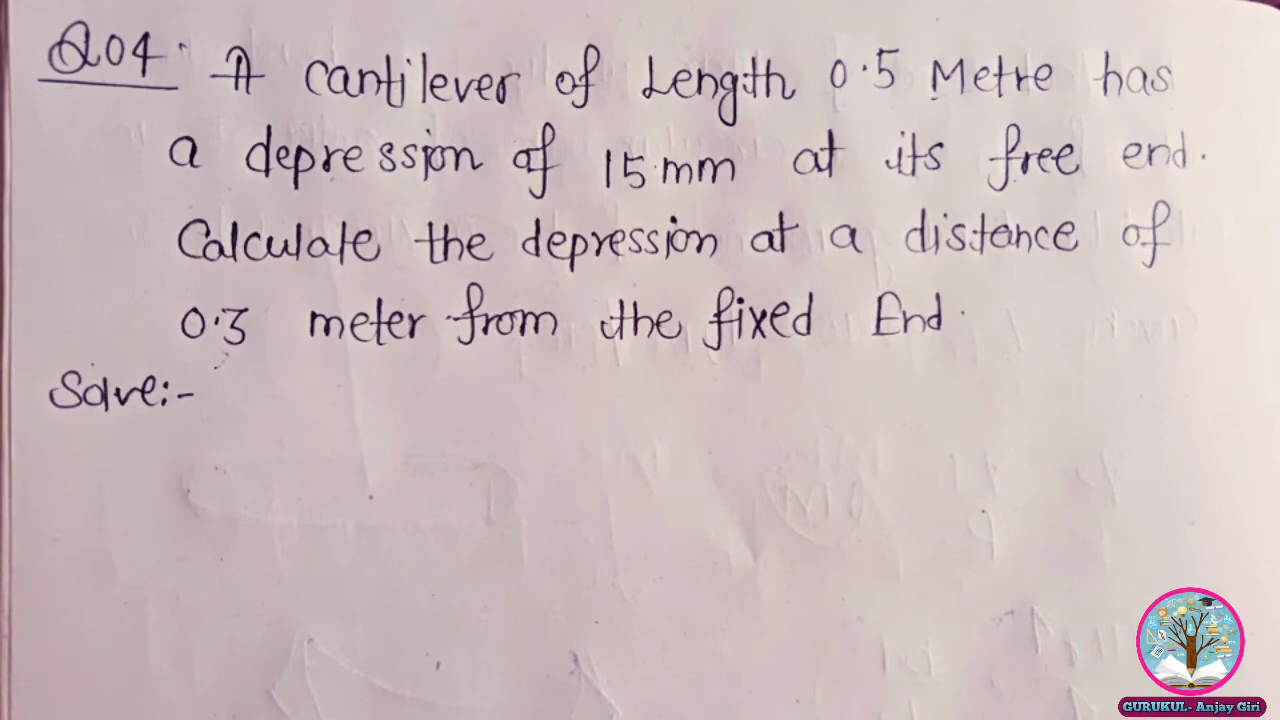 Q04. A cantilever of Length 0.5 Metre has
a depression of 15 mm at its free end.
Calculate the depression at a distance of
0.3 meter from the fixed End.
Solve:-
GURUKUL- Anjay Giri